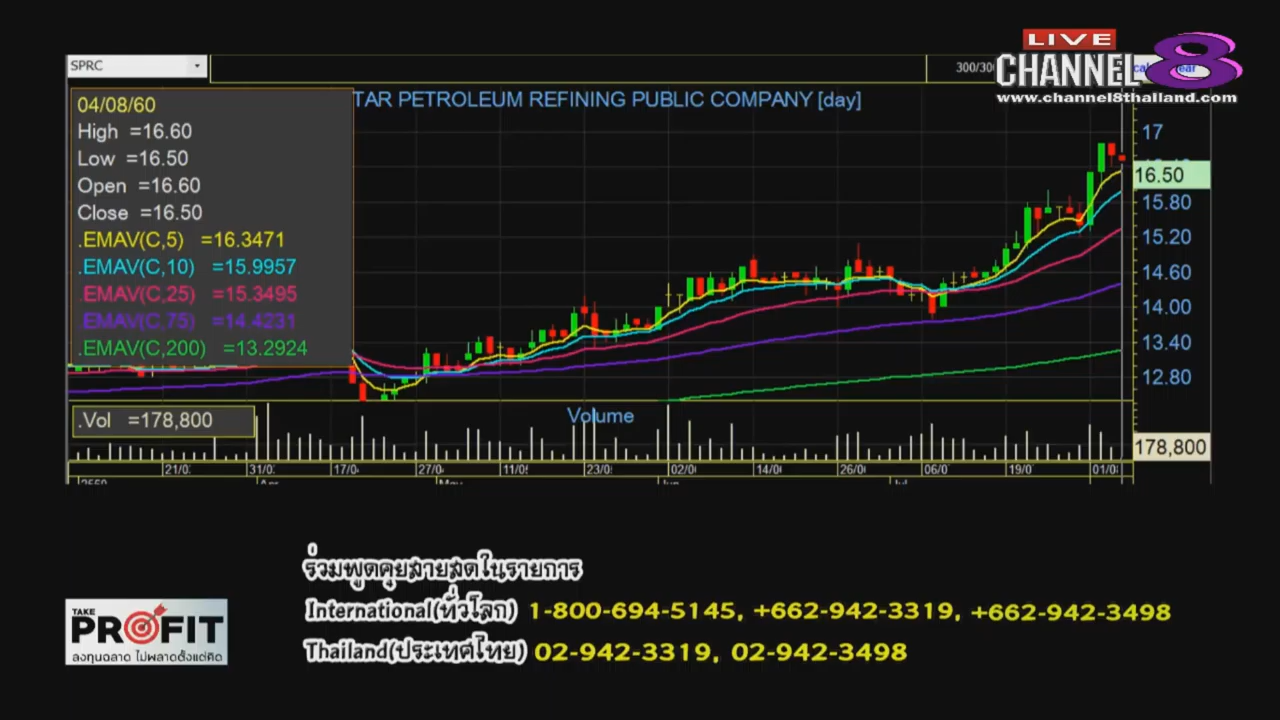 LIVE
CHANNEL 8
www.channel8thailand.com
SPRC
300/300
TAR PETROLEUM REFINING PUBLIC COMPANY [day]
04/08/60
High =16.60
Low =16.50
Open =16.60
Close =16.50
.EMAV(C,5) =16.3471
.EMAV(C,10) =15.9957
.EMAV(C,25) =15.3495
.EMAV(C,75) =14.4231
.EMAV(C,200) =13.2924
17
16.50
15.80
15.20
14.60
14.00
13.40
12.80
.Vol =178,800
Volume
178,800
21/0 31/0 17/0 27/0 11/0 23/0 02/0 14/0 26/0 06/0 19/0 01/0
2560 Apr May Jun Jul
ร่วมพูดคุยสายสดในรายการ
International(ทั่วโลก) 1-800-694-5145, +662-942-3319, +662-942-3498
Thailand(ประเทศไทย) 02-942-3319, 02-942-3498
TAKE
PROFIT
ลงทุนฉลาด ไม่พลาดตั้งแต่คิด